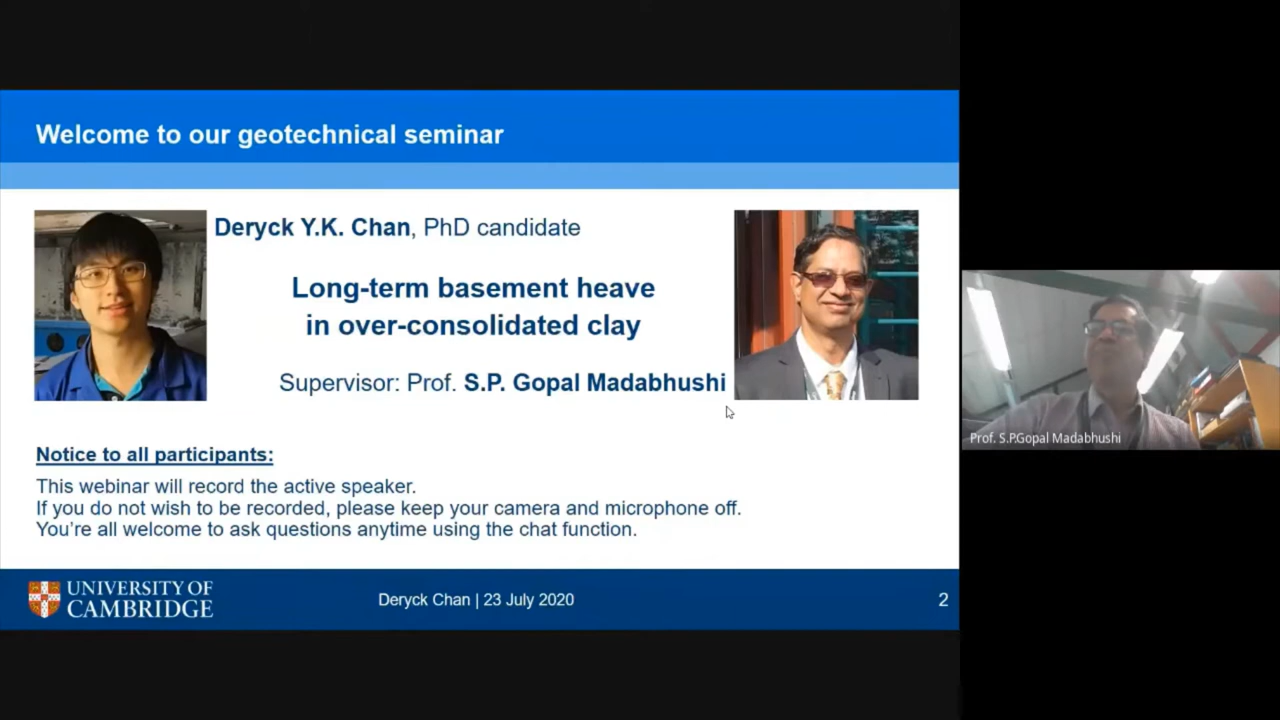 Welcome to our geotechnical seminar
Deryck Y.K. Chan, PhD candidate
Long-term basement heave
in over-consolidated clay
Supervisor: Prof. S.P. Gopal Madabhushi
Prof. S.P.Gopal Madabhushi
Notice to all participants:
This webinar will record the active speaker.
If you do not wish to be recorded, please keep your camera and microphone off.
You're all welcome to ask questions anytime using the chat function.
UNIVERSITY OF
CAMBRIDGE
Deryck Chan | 23 July 2020
2